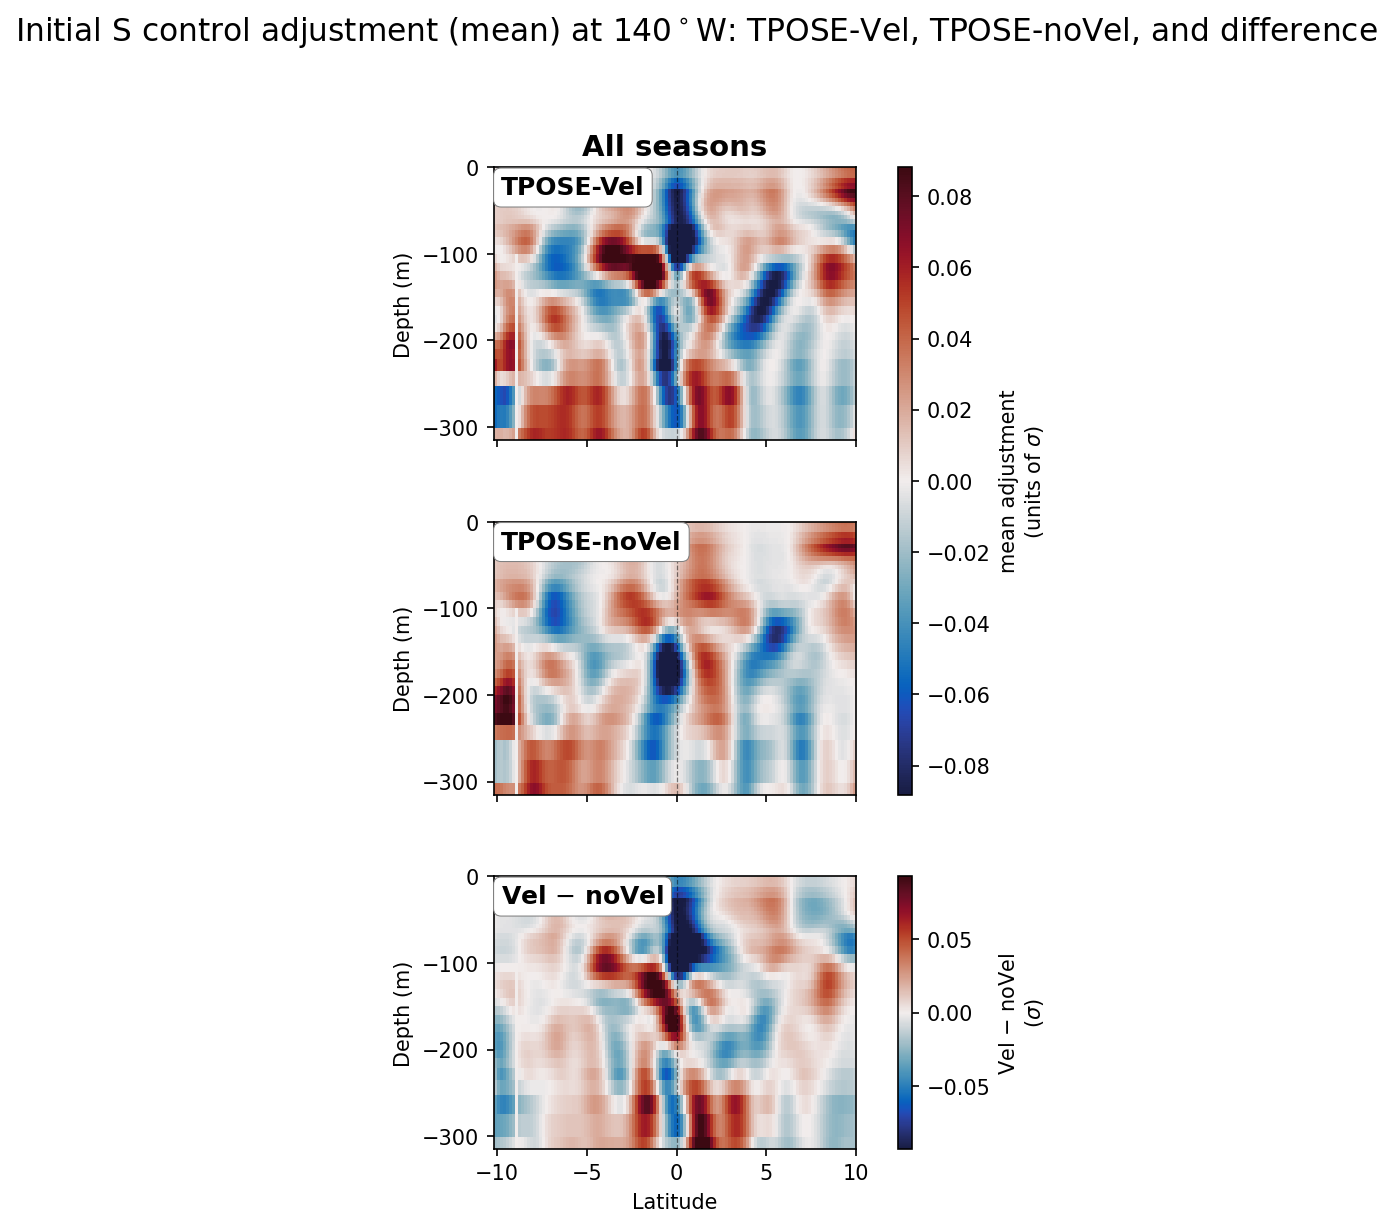 Initial S control adjustment (mean) at 140°W: TPOSE-Vel, TPOSE-noVel, and difference
All seasons
TPOSE-Vel
0
−100
−200
−300
Depth (m)
0.08
0.06
0.04
0.02
0.00
−0.02
−0.04
−0.06
−0.08
mean adjustment
(units of σ)
TPOSE-noVel
0
−100
−200
−300
Depth (m)
Vel − noVel
0
−100
−200
−300
Depth (m)
−10
−5
0
5
10
Latitude
0.05
0.00
−0.05
Vel − noVel
(σ)